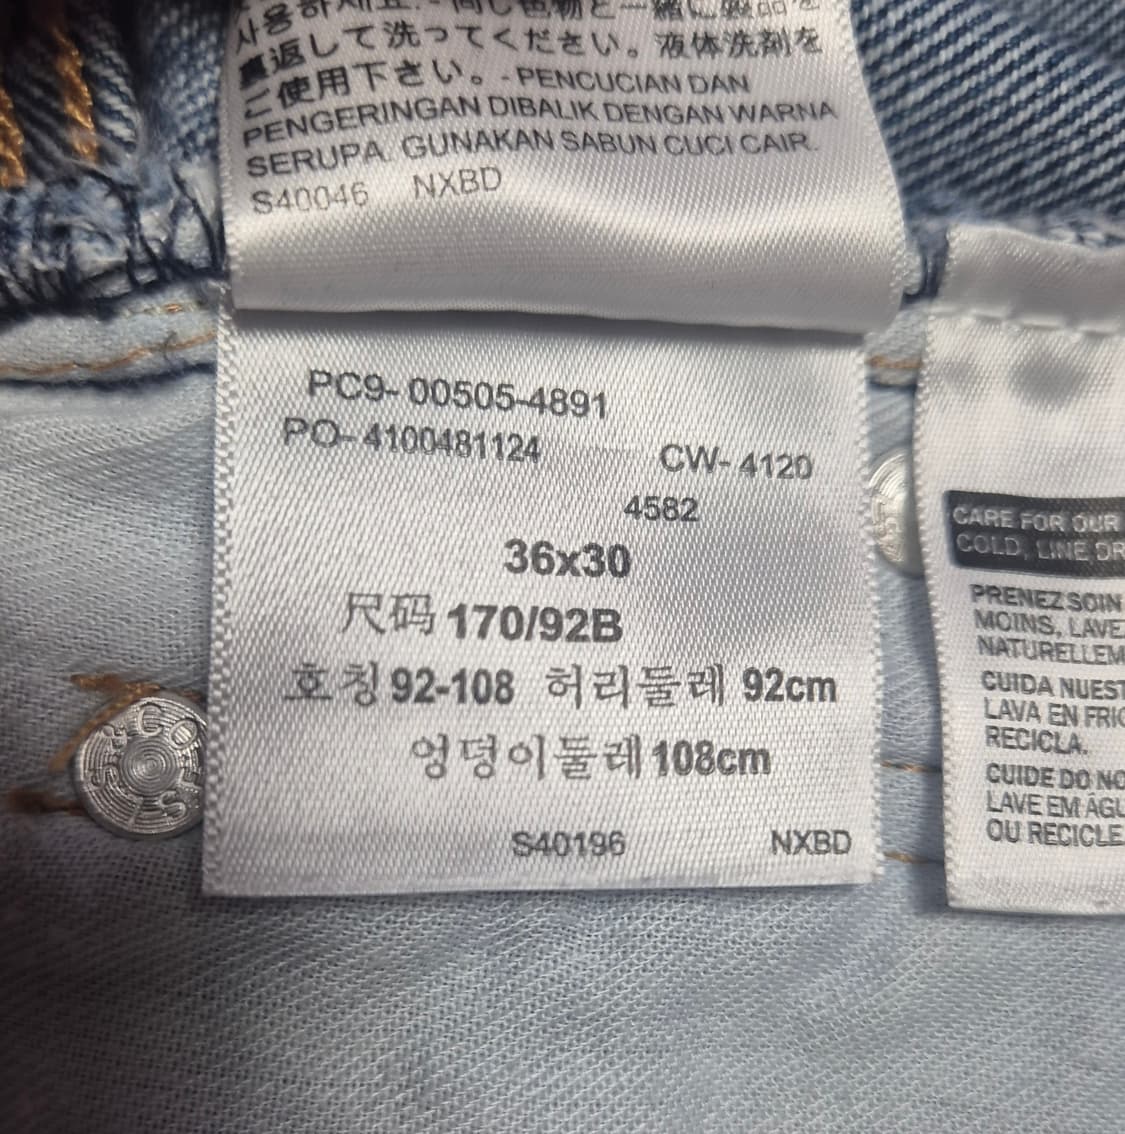 사용하세요. - 同じ色物と一緒に製品を
裏返して洗ってください。液体洗剤を
ご使用下さい。 - PENCUCIAN DAN
PENGERINGAN DIBALIK DENGAN WARNA
SERUPA. GUNAKAN SABUN CUCI CAIR.
S40046 NXBD
PC9- 00505-4891
PO- 4100481124
CW- 4120
4582
36x30
尺码 170/92B
호칭 92-108 허리둘레 92cm
엉덩이둘레 108cm
S40196 NXBD
CARE FOR OUR
COLD, LINE DR
PRENEZ SOIN
MOINS, LAVE
NATURELLEM
CUIDA NUEST
LAVA EN FRIO
RECICLA.
CUIDE DO NO
LAVE EM ÁGU
OU RECICLE